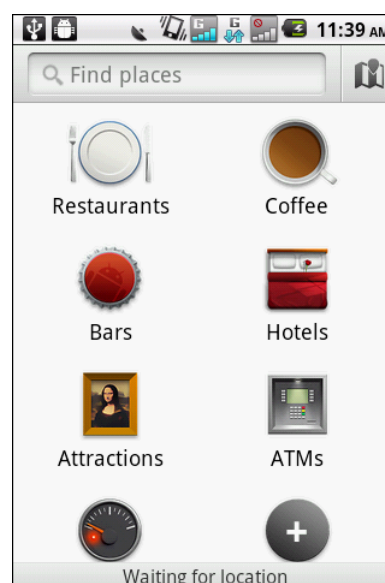 11:39 AM
Find places
Restaurants
Coffee
Bars
Hotels
Attractions
ATMs
Waiting for location